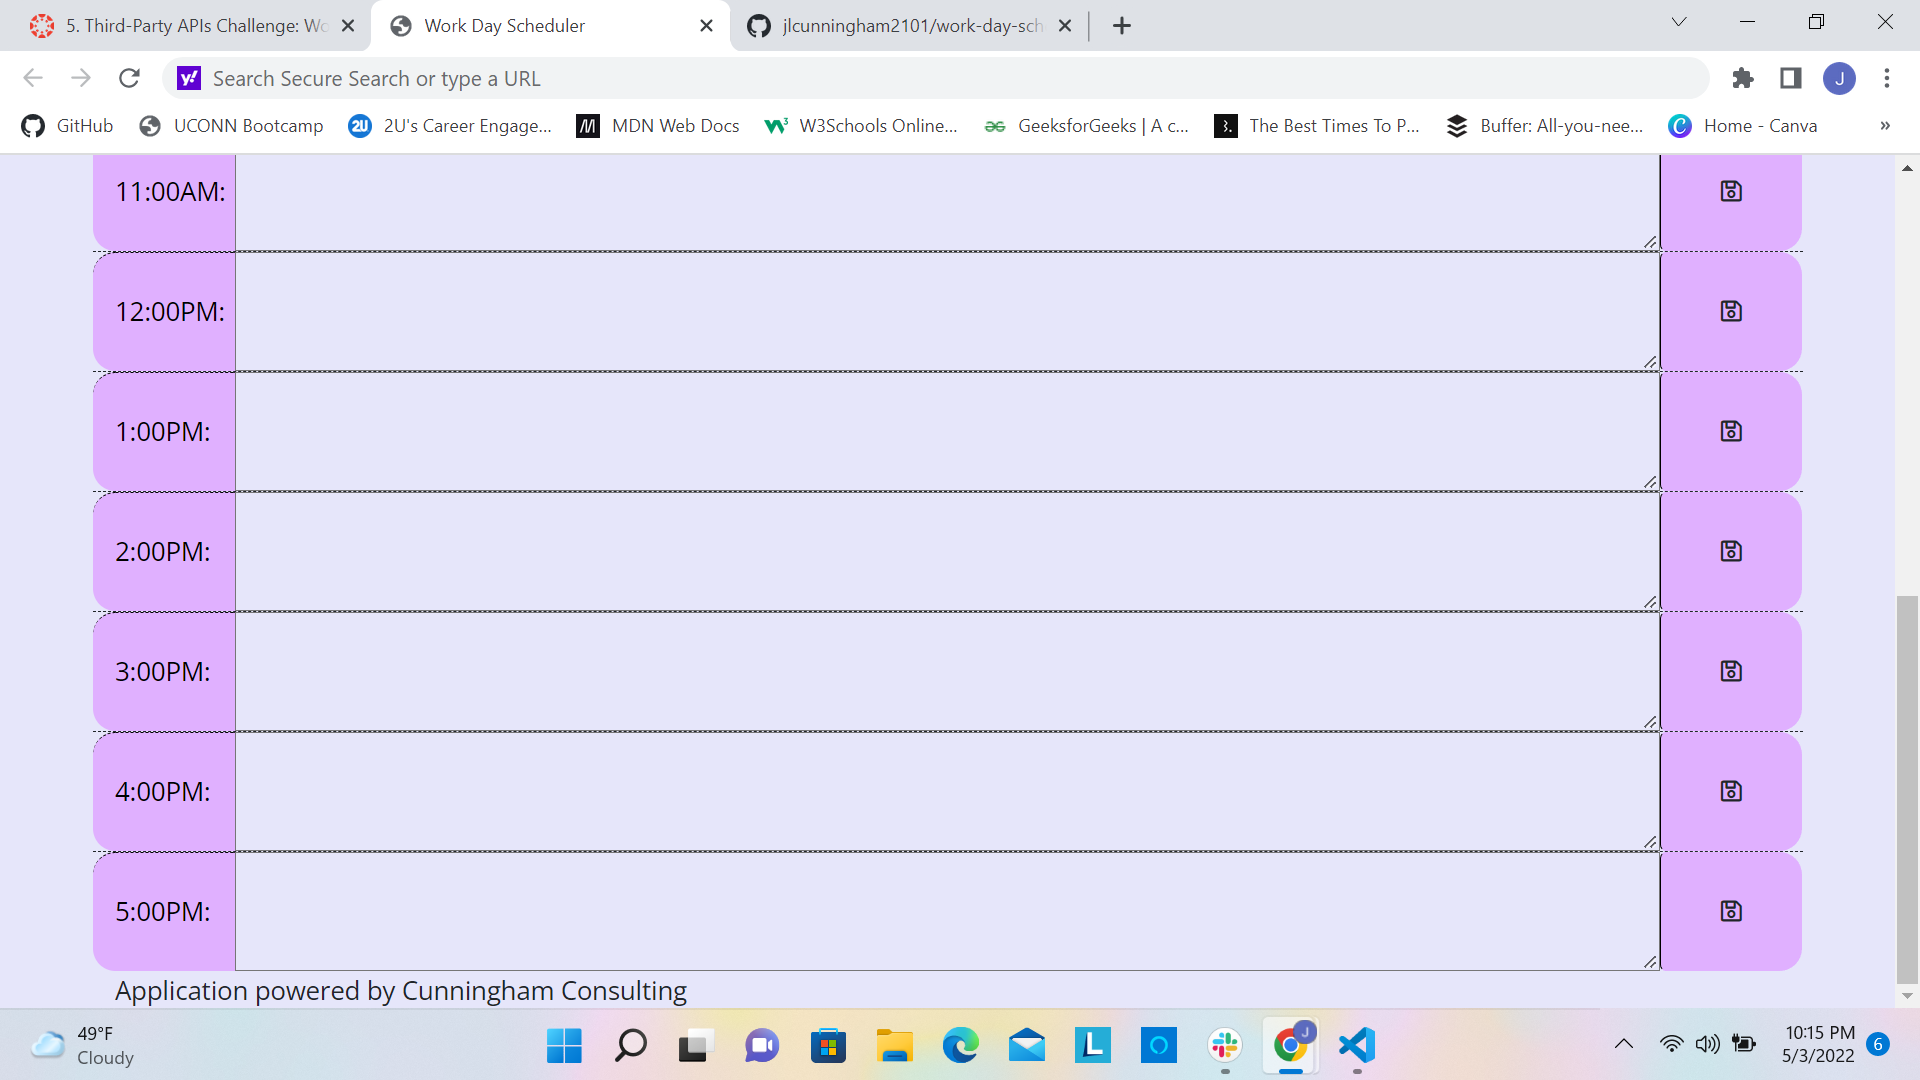 5. Third-Party APIs Challenge: Wo
Work Day Scheduler
jlcunningham2101/work-day-sch
Search Secure Search or type a URL
J
GitHub
UCONN Bootcamp
2U
2U's Career Engage...
MDN Web Docs
W3Schools Online...
GeeksforGeeks | A c...
The Best Times To P...
Buffer: All-you-nee...
Home - Canva
»
11:00AM:
12:00PM:
1:00PM:
2:00PM:
3:00PM:
4:00PM:
5:00PM:
Application powered by Cunningham Consulting
49°F
Cloudy
L
J
10:15 PM
5/3/2022
6